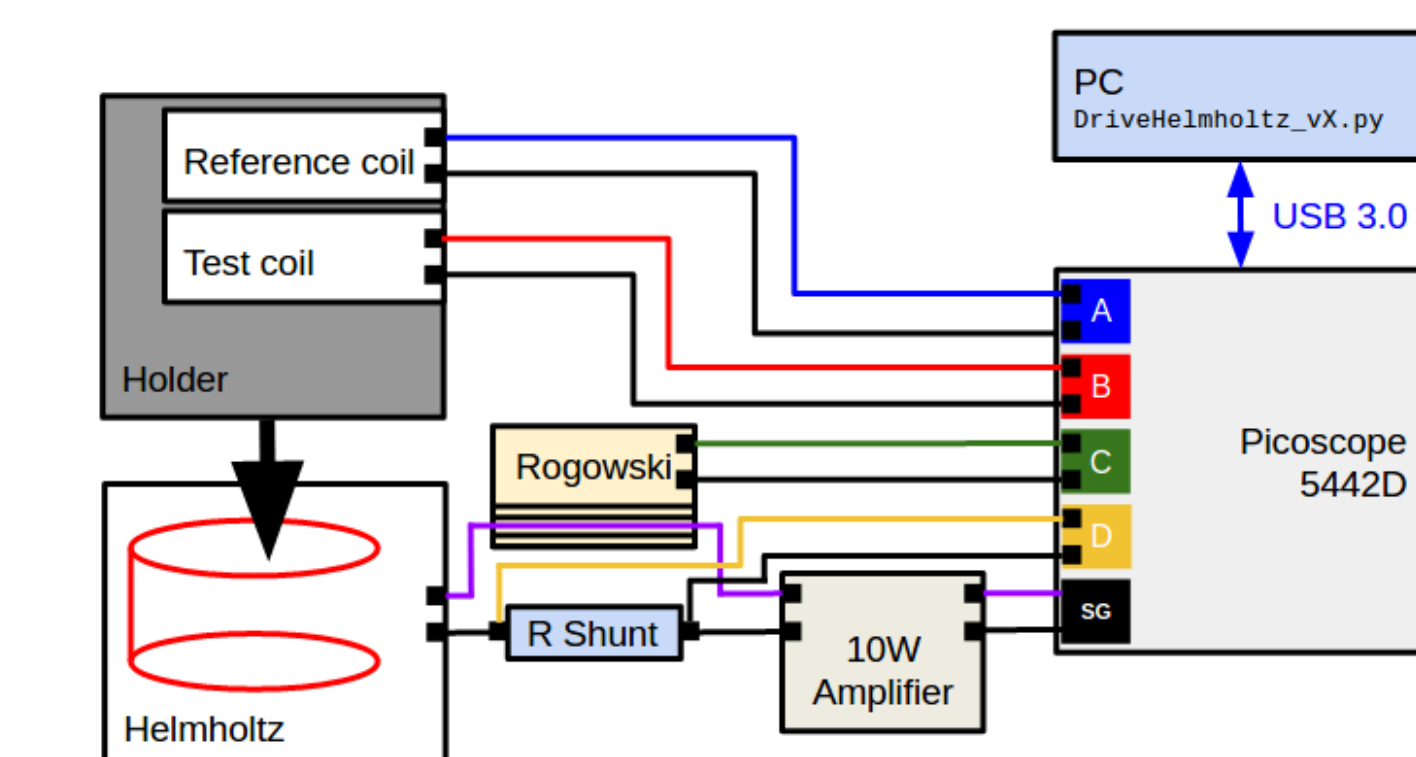 PC
DriveHelmholtz_vX.py
Reference coil
USB 3.0
Test coil
A
Holder
B
Picoscope
5442D
Rogowski
C
D
SG
R Shunt
10W
Amplifier
Helmholtz